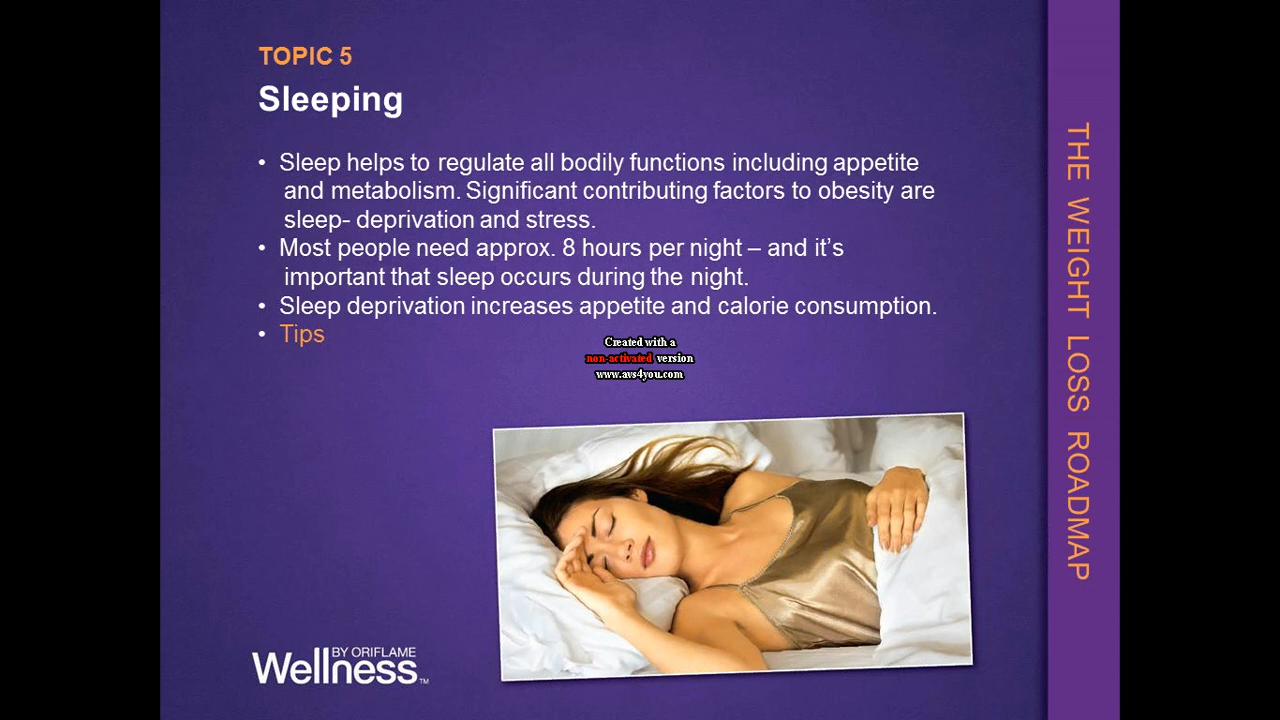 TOPIC 5
Sleeping
• Sleep helps to regulate all bodily functions including appetite
and metabolism. Significant contributing factors to obesity are
sleep- deprivation and stress.
• Most people need approx. 8 hours per night – and it’s
important that sleep occurs during the night.
• Sleep deprivation increases appetite and calorie consumption.
• Tips
Created with a
non-activated version
www.avs4you.com
BY ORIFLAME
Wellness™
THE WEIGHT LOSS ROADMAP